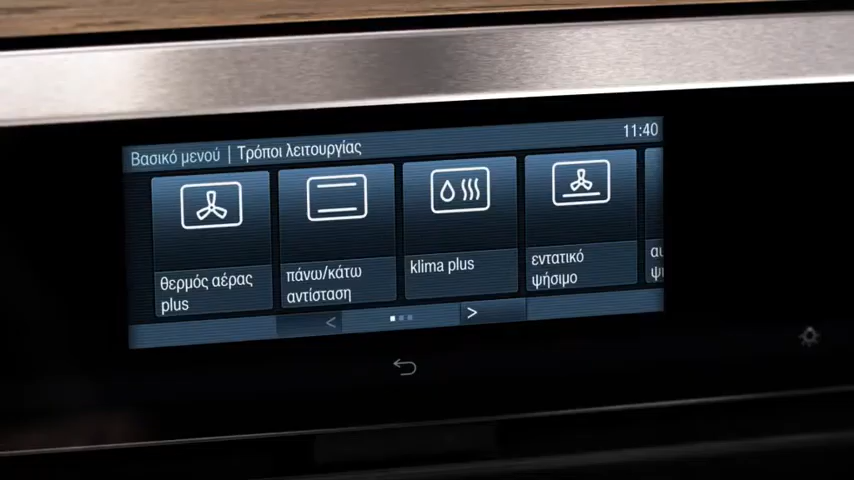 Βασικό μενού | Τρόποι λειτουργίας
11:40
θερμός αέρας
plus
πάνω/κάτω
αντίσταση
klima plus
εντατικό
ψήσιμο